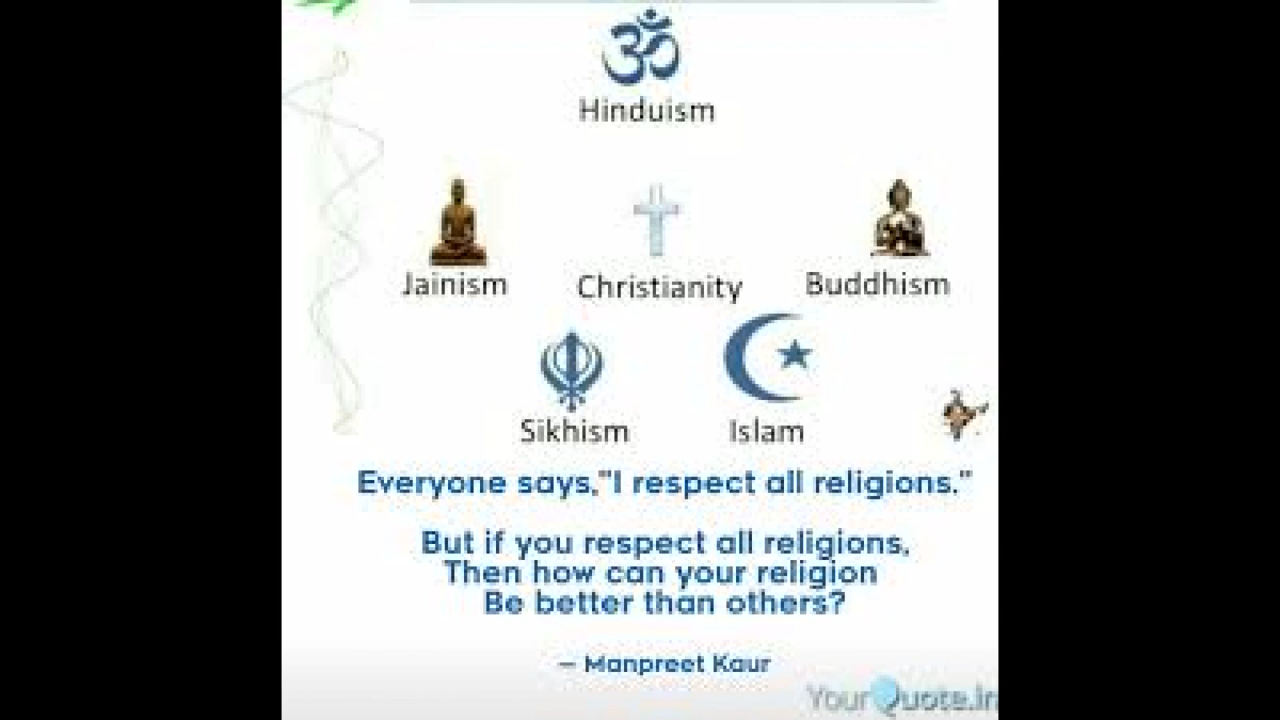 ॐ
Hinduism
Jainism
Christianity
Buddhism
Sikhism
Islam
Everyone says,"I respect all religions."
But if you respect all religions,
Then how can your religion
Be better than others?
– Manpreet Kaur
YourQuote.in